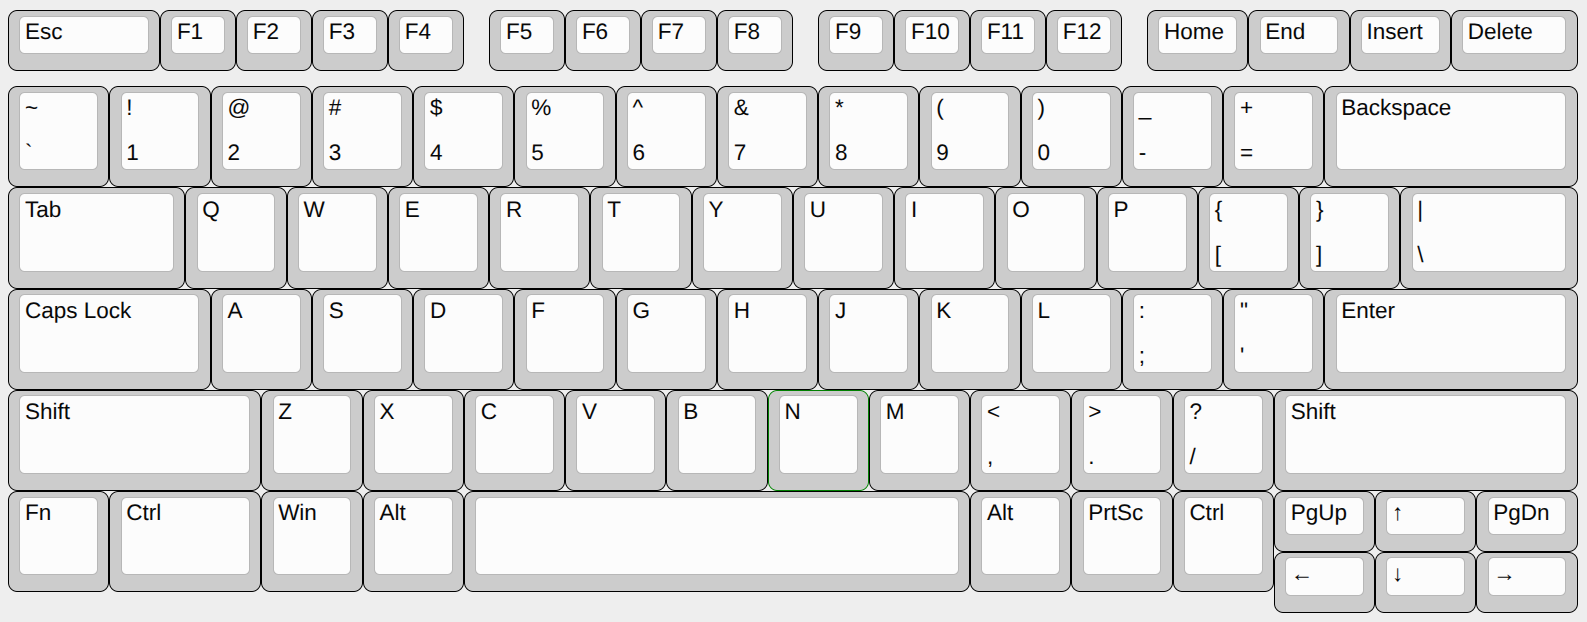 Esc F1 F2 F3 F4 F5 F6 F7 F8 F9 F10 F11 F12 Home End Insert Delete
~ ! @ # $ % ^ & * ( ) _ + Backspace
` 1 2 3 4 5 6 7 8 9 0 - =
Tab Q W E R T Y U I O P { } |
[ ] \
Caps Lock A S D F G H J K L : " Enter
; '
Shift Z X C V B N M < > ? Shift
, . /
Fn Ctrl Win Alt Alt PrtSc Ctrl PgUp ↑ PgDn
← ↓ →